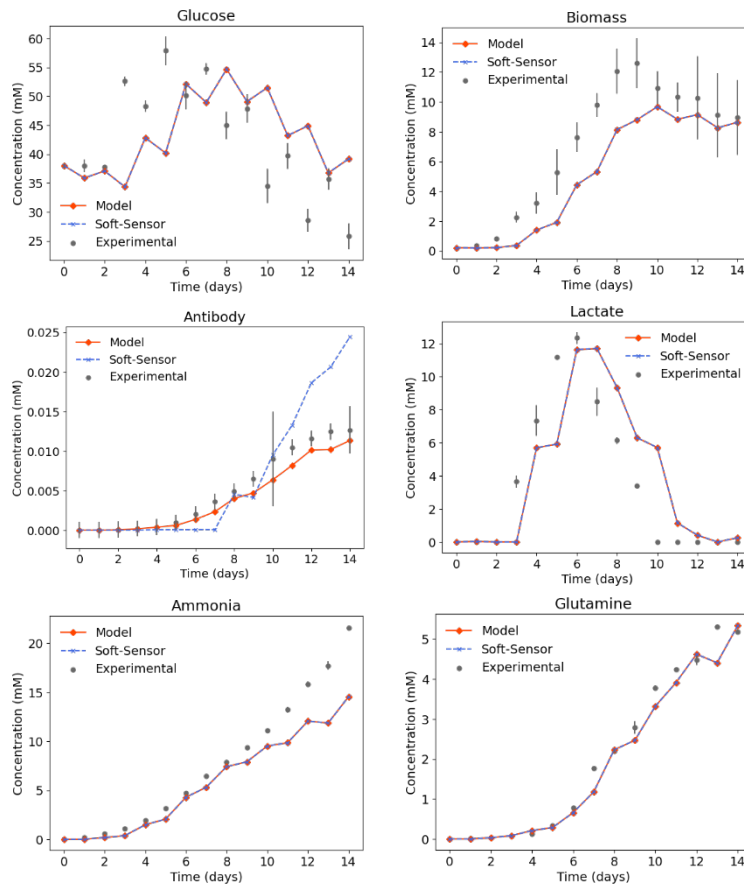 Glucose
Concentration (mM)
60
55
50
45
40
35
30
25
Model
Soft-Sensor
Experimental
0 2 4 6 8 10 12 14
Time (days)
Biomass
Concentration (mM)
14
12
10
8
6
4
2
0
Model
Soft-Sensor
Experimental
0 2 4 6 8 10 12 14
Time (days)
Antibody
Concentration (mM)
0.025
0.020
0.015
0.010
0.005
0.000
Model
Soft-Sensor
Experimental
0 2 4 6 8 10 12 14
Time (days)
Lactate
Concentration (mM)
12
10
8
6
4
2
0
Model
Soft-Sensor
Experimental
0 2 4 6 8 10 12 14
Time (days)
Ammonia
Concentration (mM)
20
15
10
5
0
Model
Soft-Sensor
Experimental
0 2 4 6 8 10 12 14
Time (days)
Glutamine
Concentration (mM)
5
4
3
2
1
0
Model
Soft-Sensor
Experimental
0 2 4 6 8 10 12 14
Time (days)